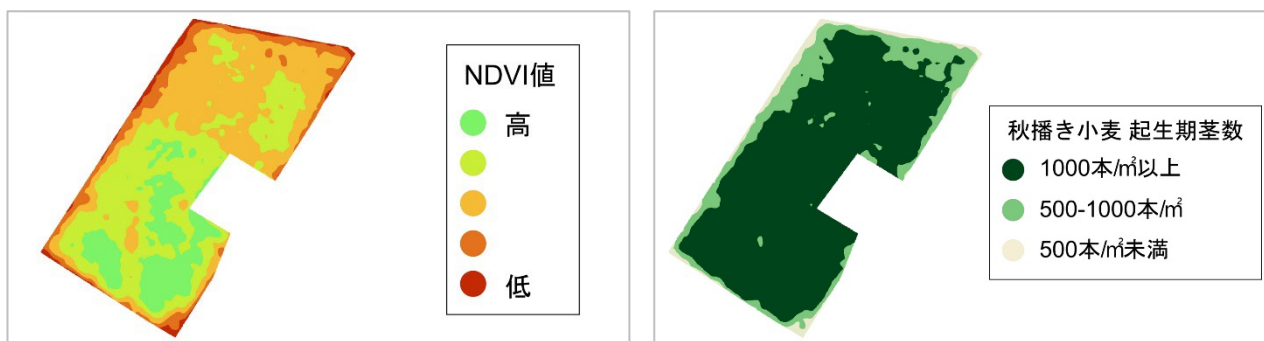 NDVI値
高
低
秋播き小麦 起生期茎数
1000本/㎡以上
500-1000本/㎡
500本/㎡未満